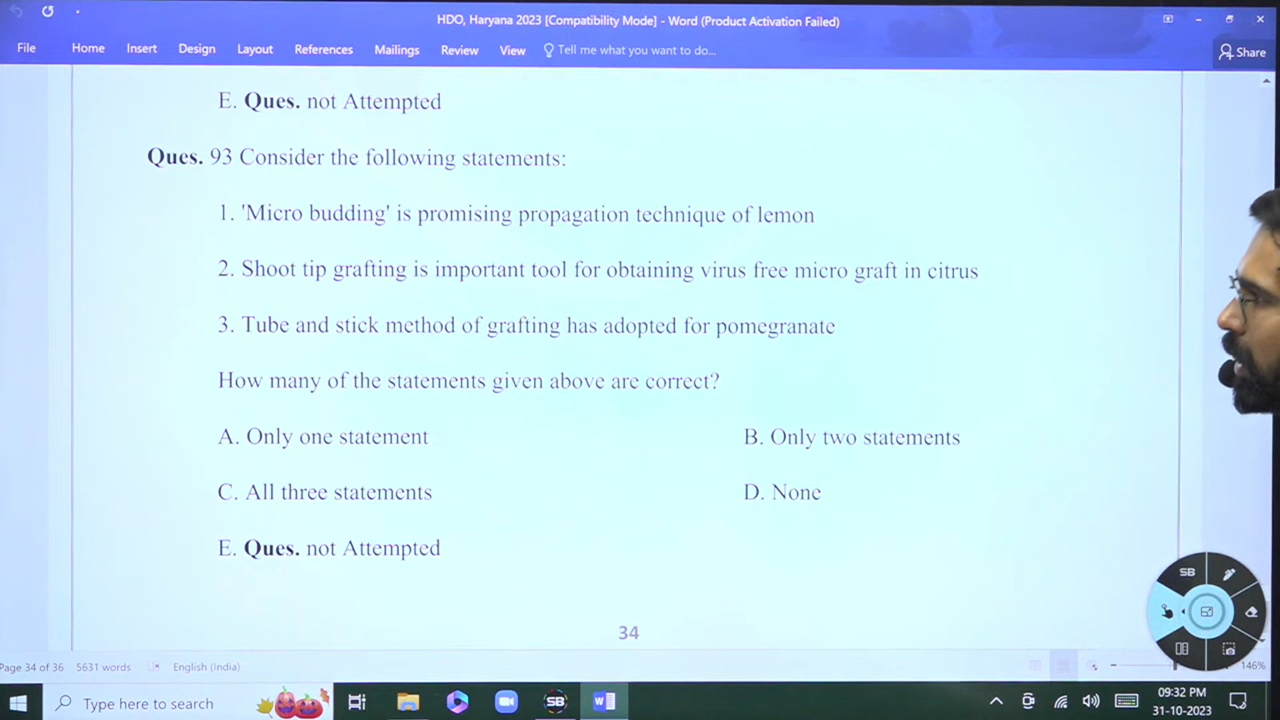 HDO, Haryana 2023 [Compatibility Mode] - Word (Product Activation Failed)
File Home Insert Design Layout References Mailings Review View Tell me what you want to do... Share
E. Ques. not Attempted
Ques. 93 Consider the following statements:
1. 'Micro budding' is promising propagation technique of lemon
2. Shoot tip grafting is important tool for obtaining virus free micro graft in citrus
3. Tube and stick method of grafting has adopted for pomegranate
How many of the statements given above are correct?
A. Only one statement B. Only two statements
C. All three statements D. None
E. Ques. not Attempted
SB
34
Page 34 of 36 5631 words English (India) 146%
Type here to search SB W 09:32 PM
31-10-2023